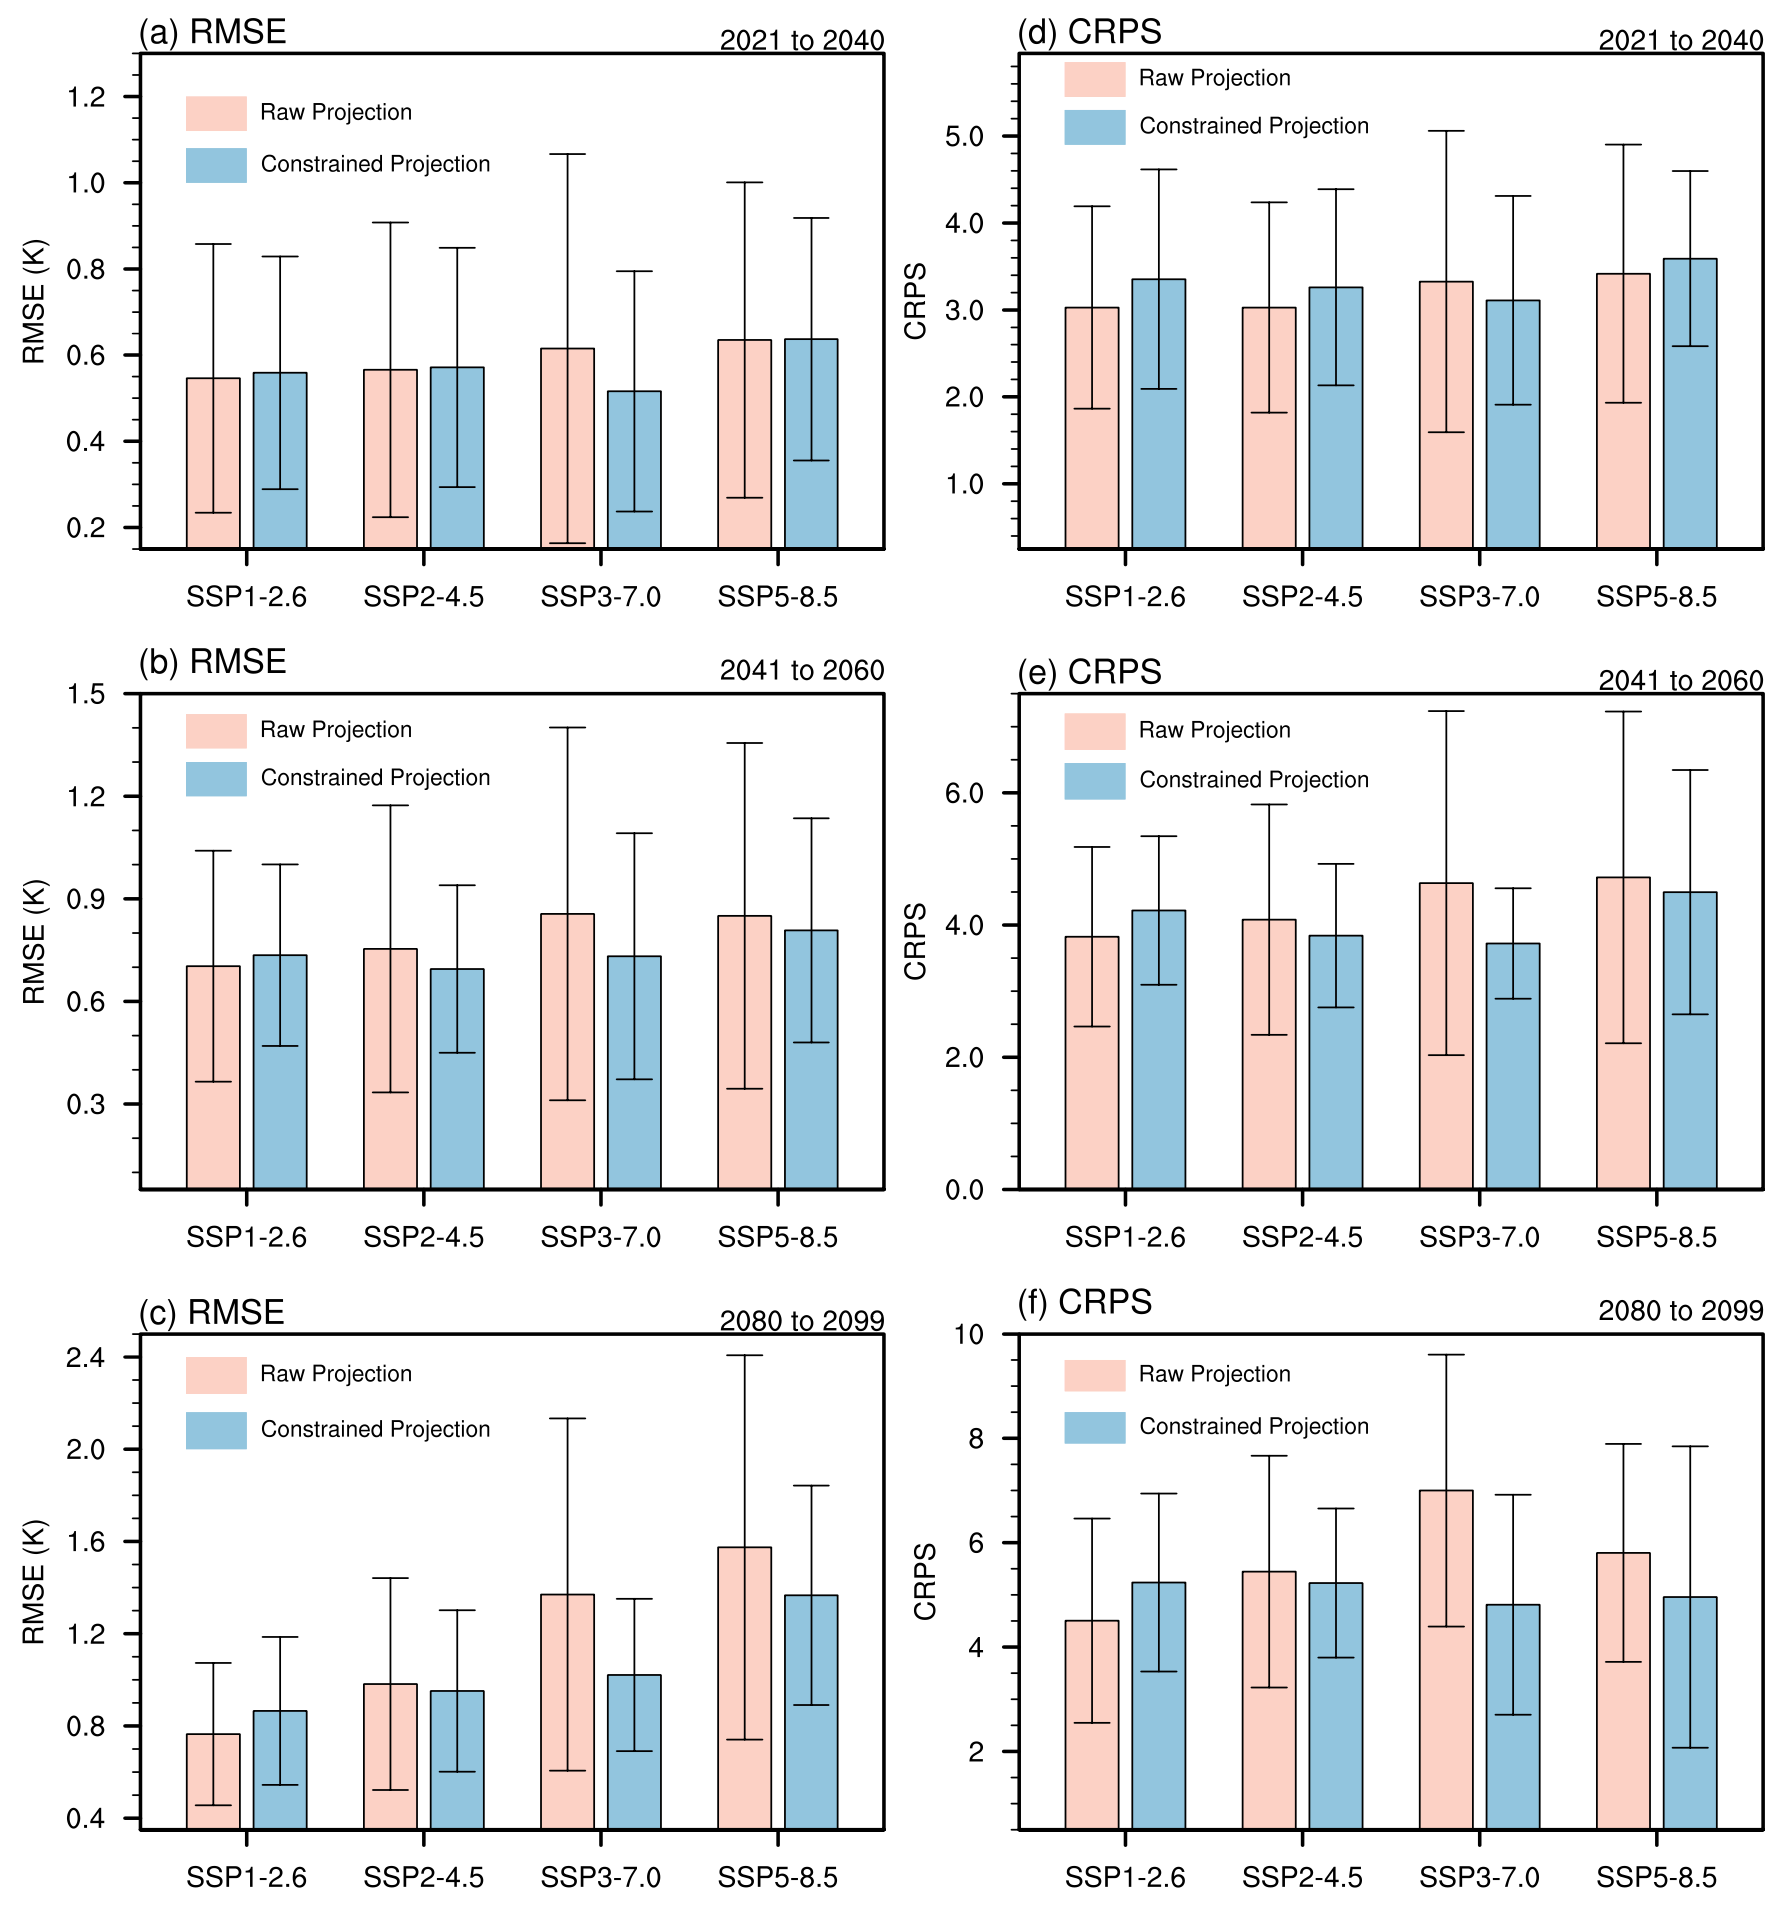 (a) RMSE
2021 to 2040
1.2
1.0
0.8
0.6
0.4
0.2
RMSE (K)
Raw Projection
Constrained Projection
SSP1-2.6 SSP2-4.5 SSP3-7.0 SSP5-8.5
(d) CRPS
2021 to 2040
5.0
4.0
3.0
2.0
1.0
CRPS
Raw Projection
Constrained Projection
SSP1-2.6 SSP2-4.5 SSP3-7.0 SSP5-8.5
(b) RMSE
2041 to 2060
1.5
1.2
0.9
0.6
0.3
RMSE (K)
Raw Projection
Constrained Projection
SSP1-2.6 SSP2-4.5 SSP3-7.0 SSP5-8.5
(e) CRPS
2041 to 2060
6.0
4.0
2.0
0.0
CRPS
Raw Projection
Constrained Projection
SSP1-2.6 SSP2-4.5 SSP3-7.0 SSP5-8.5
(c) RMSE
2080 to 2099
2.4
2.0
1.6
1.2
0.8
0.4
RMSE (K)
Raw Projection
Constrained Projection
SSP1-2.6 SSP2-4.5 SSP3-7.0 SSP5-8.5
(f) CRPS
2080 to 2099
10
8
6
4
2
CRPS
Raw Projection
Constrained Projection
SSP1-2.6 SSP2-4.5 SSP3-7.0 SSP5-8.5